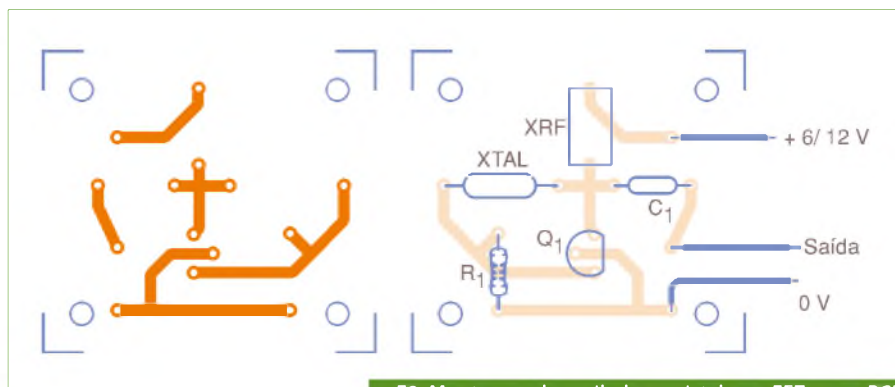 XRF
+ 6/ 12 V
XTAL
C1
Q1
Saída
R1
0 V